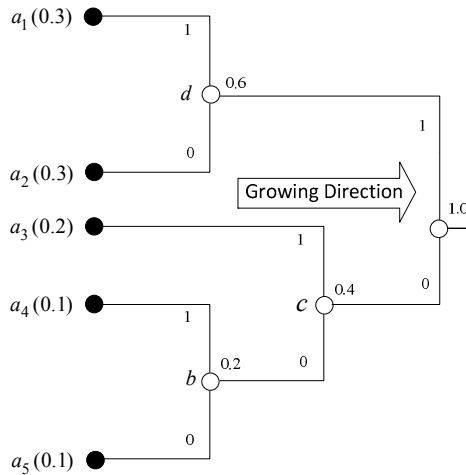 a1(0.3)
1
0.6
d
0
1
a2(0.3)
Growing Direction
a3(0.2)
1
1.0
0.4
c
0
a4(0.1)
1
0.2
0
b
0
a5(0.1)